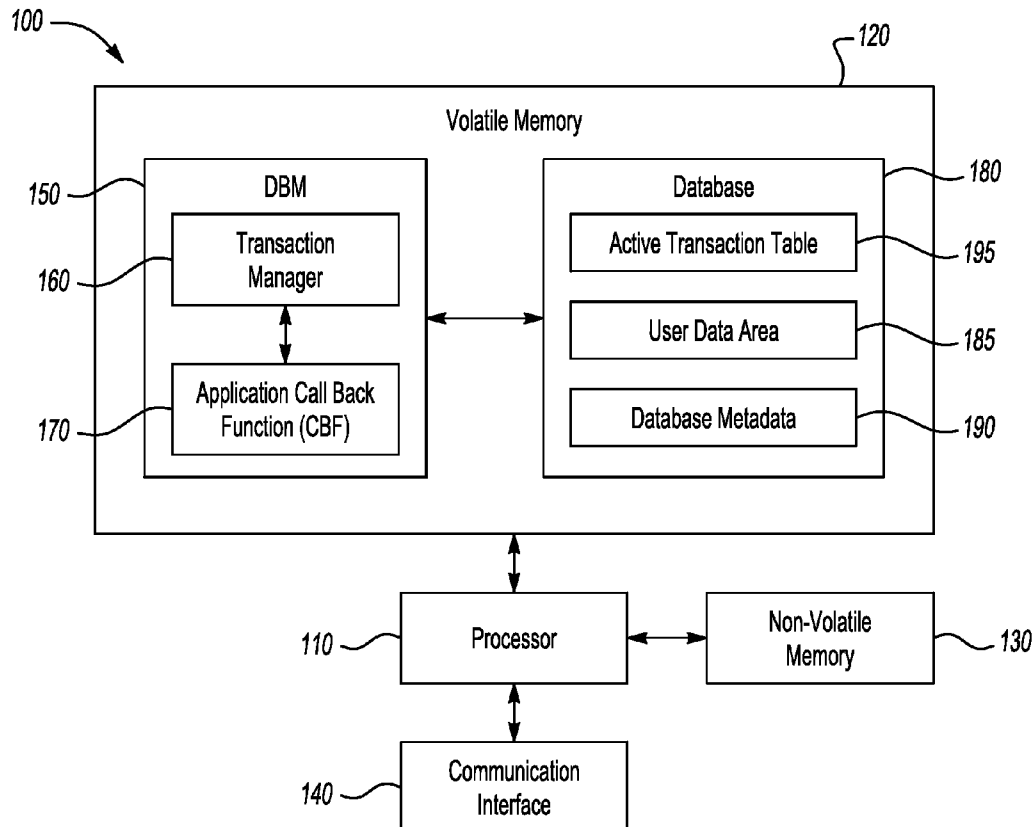 100
120
Volatile Memory
150
DBM
Database
180
Transaction
Manager
160
Active Transaction Table
195
User Data Area
185
Application Call Back
Function (CBF)
170
Database Metadata
190
110
Processor
Non-Volatile
Memory
130
140
Communication
Interface